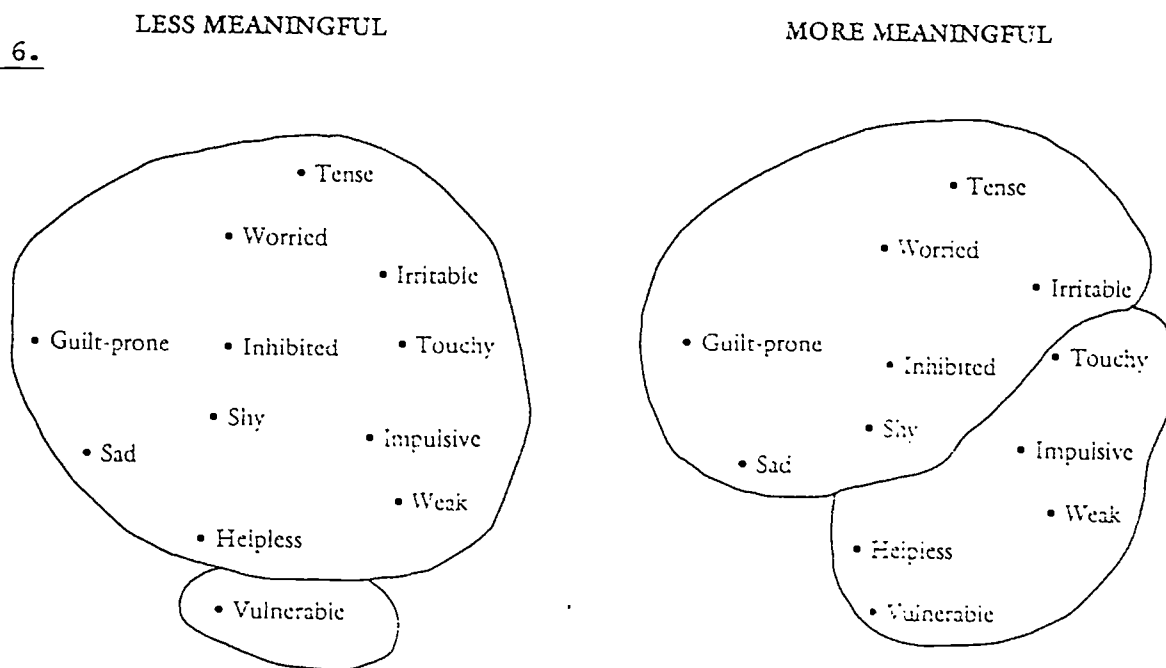 LESS MEANINGFUL
MORE MEANINGFUL
6.
Tense
Worried
Irritable
Guilt-prone
Inhibited
Touchy
Shy
Impulsive
Sad
Weak
Helpless
Vulnerable
Tense
Worried
Irritable
Guilt-prone
Inhibited
Touchy
Shy
Impulsive
Sad
Weak
Helpless
Vulnerable